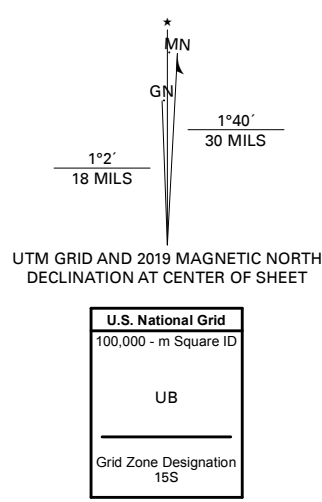 ★
MN
GN
1°40´
30 MILS
1°2´
18 MILS
UTM GRID AND 2019 MAGNETIC NORTH
DECLINATION AT CENTER OF SHEET
U.S. National Grid
100,000 - m Square ID
UB
Grid Zone Designation
15S